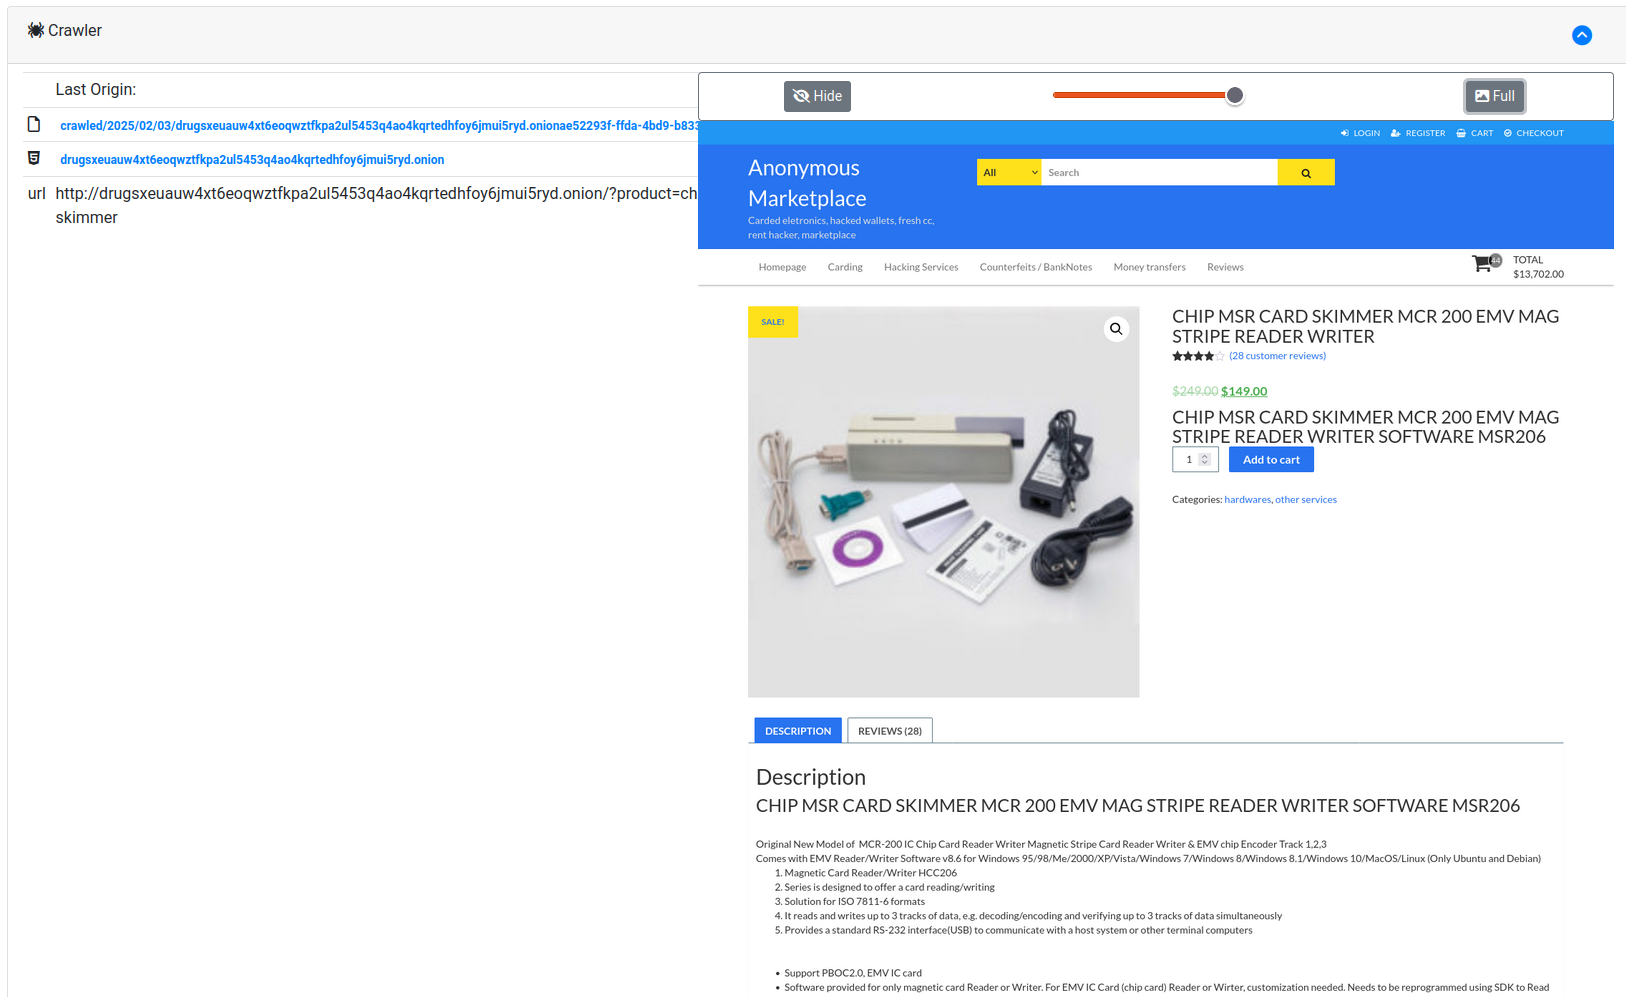 Crawler
Last Origin:
crawled/2025/02/03/drugsxeuauw4xt6eoqwztfkpa2ul5453q4ao4kqrtedhfoy6jmui5ryd.onionae52293f-ffda-4bd9-b833
drugsxeuauw4xt6eoqwztfkpa2ul5453q4ao4kqrtedhfoy6jmui5ryd.onion
url http://drugsxeuauw4xt6eoqwztfkpa2ul5453q4ao4kqrtedhfoy6jmui5ryd.onion/?product=ch
skimmer
Hide
Full
LOGIN REGISTER CART CHECKOUT
Anonymous
Marketplace
Carded eletronics, hacked wallets, fresh cc,
rent hacker, marketplace
All
Search
Homepage Carding Hacking Services Counterfeits / BankNotes Money transfers Reviews
44
TOTAL
$13,702.00
SALE!
CHIP MSR CARD SKIMMER MCR 200 EMV MAG
STRIPE READER WRITER
(28 customer reviews)
$249.00 $149.00
CHIP MSR CARD SKIMMER MCR 200 EMV MAG
STRIPE READER WRITER SOFTWARE MSR206
1
Add to cart
Categories: hardwares, other services
DESCRIPTION
REVIEWS (28)
Description
CHIP MSR CARD SKIMMER MCR 200 EMV MAG STRIPE READER WRITER SOFTWARE MSR206
Original New Model of MCR-200 IC Chip Card Reader Writer Magnetic Stripe Card Reader Writer & EMV chip Encoder Track 1,2,3
Comes with EMV Reader/Writer Software v8.6 for Windows 95/98/Me/2000/XP/Vista/Windows 7/Windows 8/Windows 8.1/Windows 10/MacOS/Linux (Only Ubuntu and Debian)
1. Magnetic Card Reader/Writer HCC206
2. Series is designed to offer a card reading/writing
3. Solution for ISO 7811-6 formats
4. It reads and writes up to 3 tracks of data, e.g. decoding/encoding and verifying up to 3 tracks of data simultaneously
5. Provides a standard RS-232 interface(USB) to communicate with a host system or other terminal computers
• Support PBOC2.0, EMV IC card
• Software provided for only magnetic card Reader or Writer. For EMV IC Card (chip card) Reader or Wirter, customization needed. Needs to be reprogrammed using SDK to Read